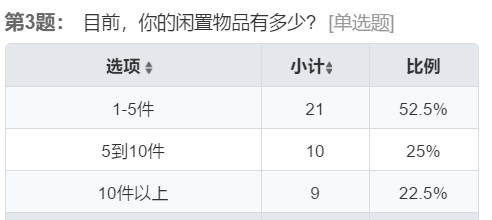 第3题： 目前，你的闲置物品有多少? [单选题]
选项 小计 比例
1-5件 21 52.5%
5到10件 10 25%
10件以上 9 22.5%